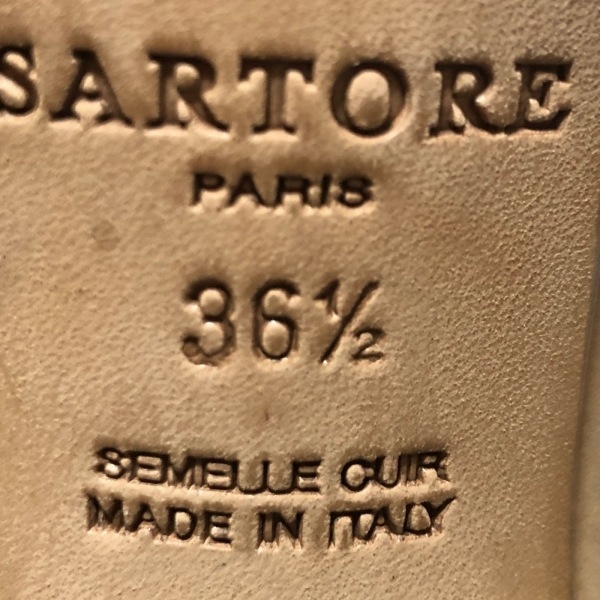 SARTORE
PARIS
36½
SEMELLE CUIR
MADE IN ITALY